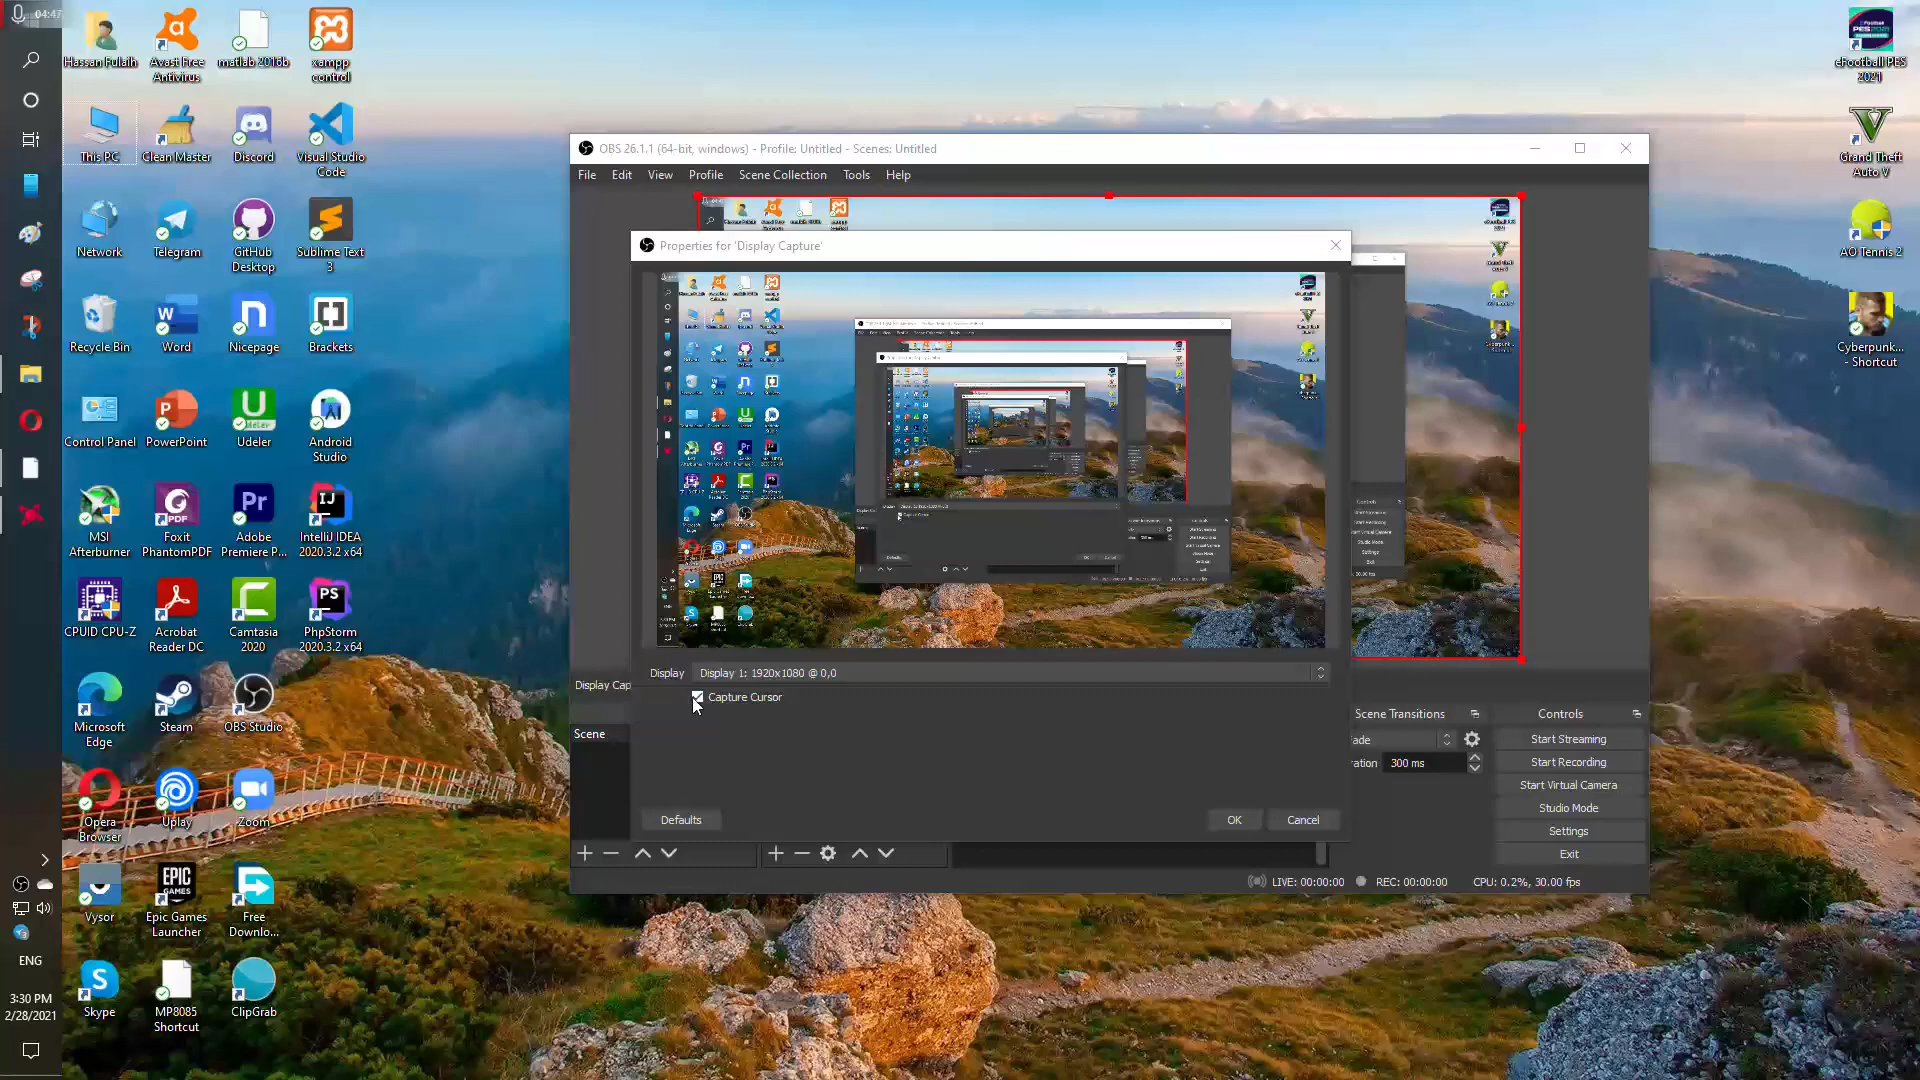 04:47
Hassan Fulaih
Avast Free
Antivirus
matlab 2016b
xampp
control
This PC
Clean Master
Discord
Visual Studio
Code
Network
Telegram
GitHub
Desktop
Sublime Text
3
Recycle Bin
Word
Nicepage
Brackets
Control Panel
PowerPoint
Udeler
Android
Studio
MSI
Afterburner
Foxit
PhantomPDF
Adobe
Premiere P...
IntelliJ IDEA
2020.3.2 x64
CPUID CPU-Z
Acrobat
Reader DC
Camtasia
2020
PhpStorm
2020.3.2 x64
Microsoft
Edge
Steam
OBS Studio
Opera
Browser
Uplay
Zoom
Vysor
EPIC
GAMES
Epic Games
Launcher
Free
Downlo...
Skype
MP8085
Shortcut
ClipGrab
ENG
3:30 PM
2/28/2021
eFootball PES
2021
Grand Theft
Auto V
AO Tennis 2
Cyberpunk...
- Shortcut
OBS 26.1.1 (64-bit, windows) - Profile: Untitled - Scenes: Untitled
File Edit View Profile Scene Collection Tools Help
Properties for 'Display Capture'
Display Display 1: 1920x1080 @ 0,0
Capture Cursor
Defaults OK Cancel
Display Cap
Scene
Scene Transitions
ade
ration 300 ms
Controls
Start Streaming
Start Recording
Start Virtual Camera
Studio Mode
Settings
Exit
LIVE: 00:00:00 REC: 00:00:00 CPU: 0.2%, 30.00 fps